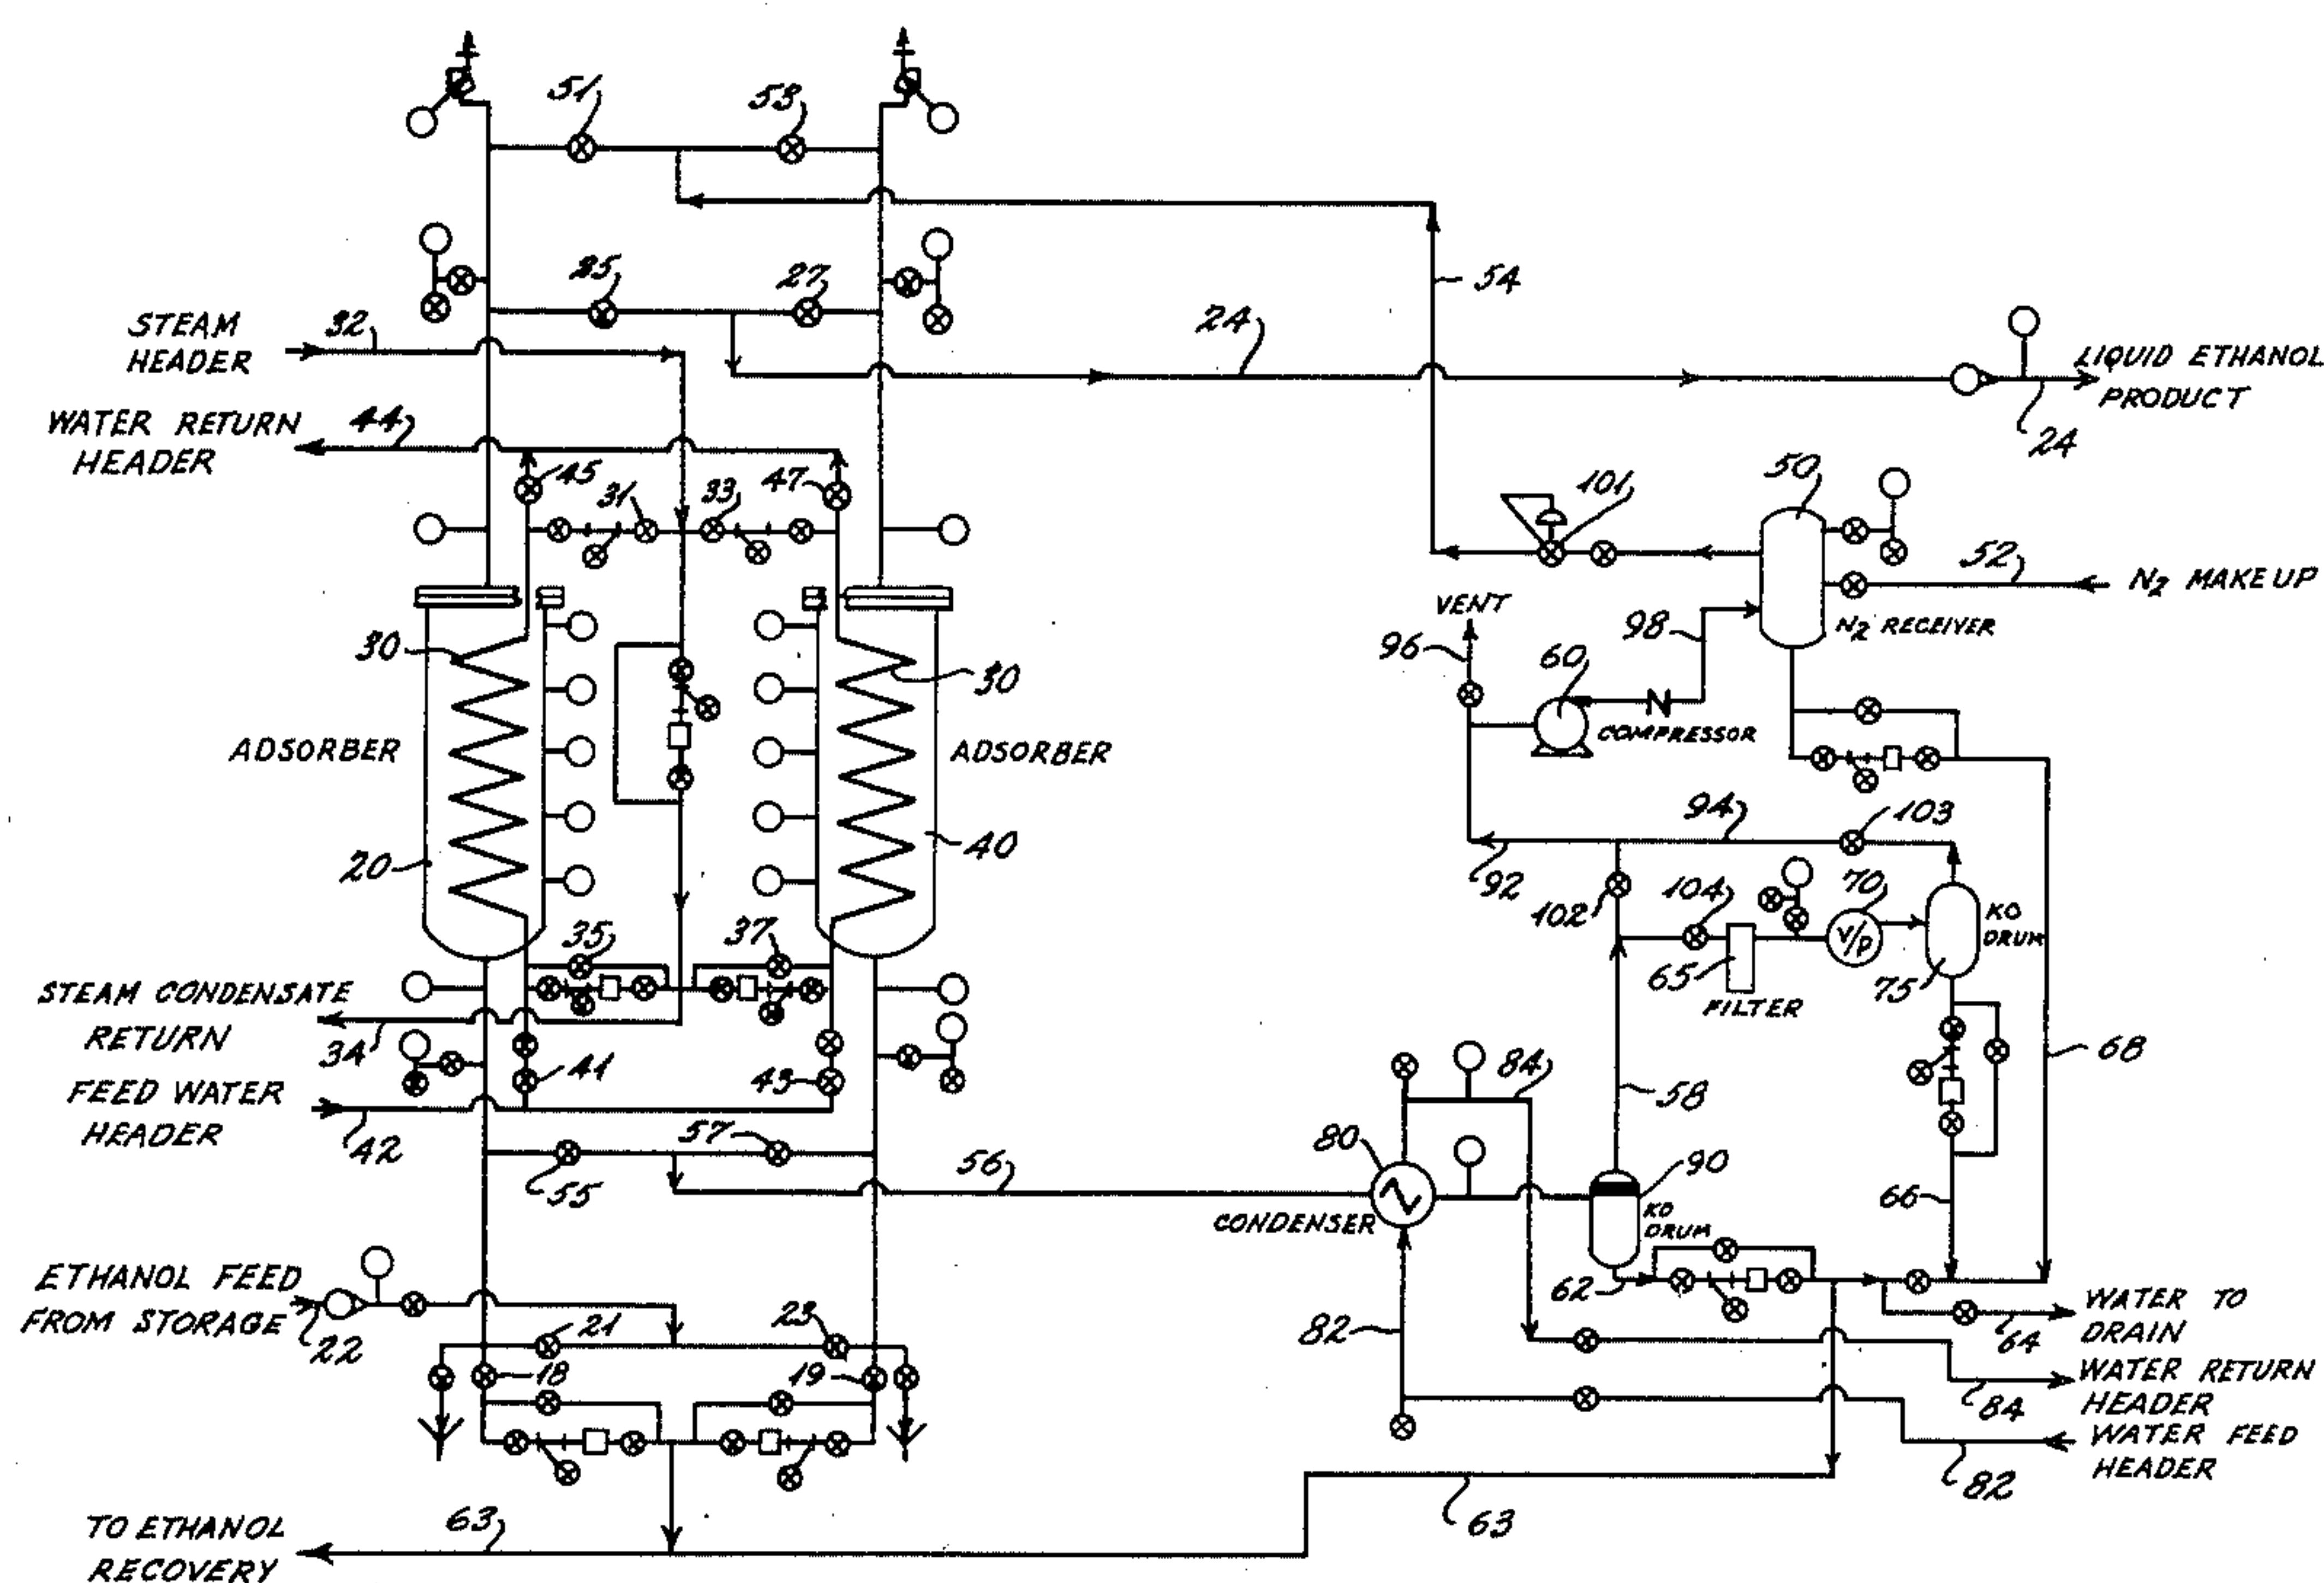 51
53
54
25
27
24
STEAM
HEADER
32
LIQUID ETHANOL
PRODUCT
24
WATER RETURN
HEADER
44
45
31
33
47
50
101
52
N2 MAKE UP
N2 RECEIVER
VENT
96
98
60
COMPRESSOR
30
30
ADSORBER
ADSORBER
20
40
94
103
92
102
104
70
V/P
KO
DRUM
65
FILTER
75
68
35
37
STEAM CONDENSATE
RETURN
34
41
43
FEED WATER
HEADER
42
57
55
56
84
58
80
CONDENSER
90
KO
DRUM
66
62
ETHANOL FEED
FROM STORAGE
22
21
23
18
19
82
WATER TO
DRAIN
64
WATER RETURN
HEADER
84
WATER FEED
HEADER
82
63
TO ETHANOL
RECOVERY
63